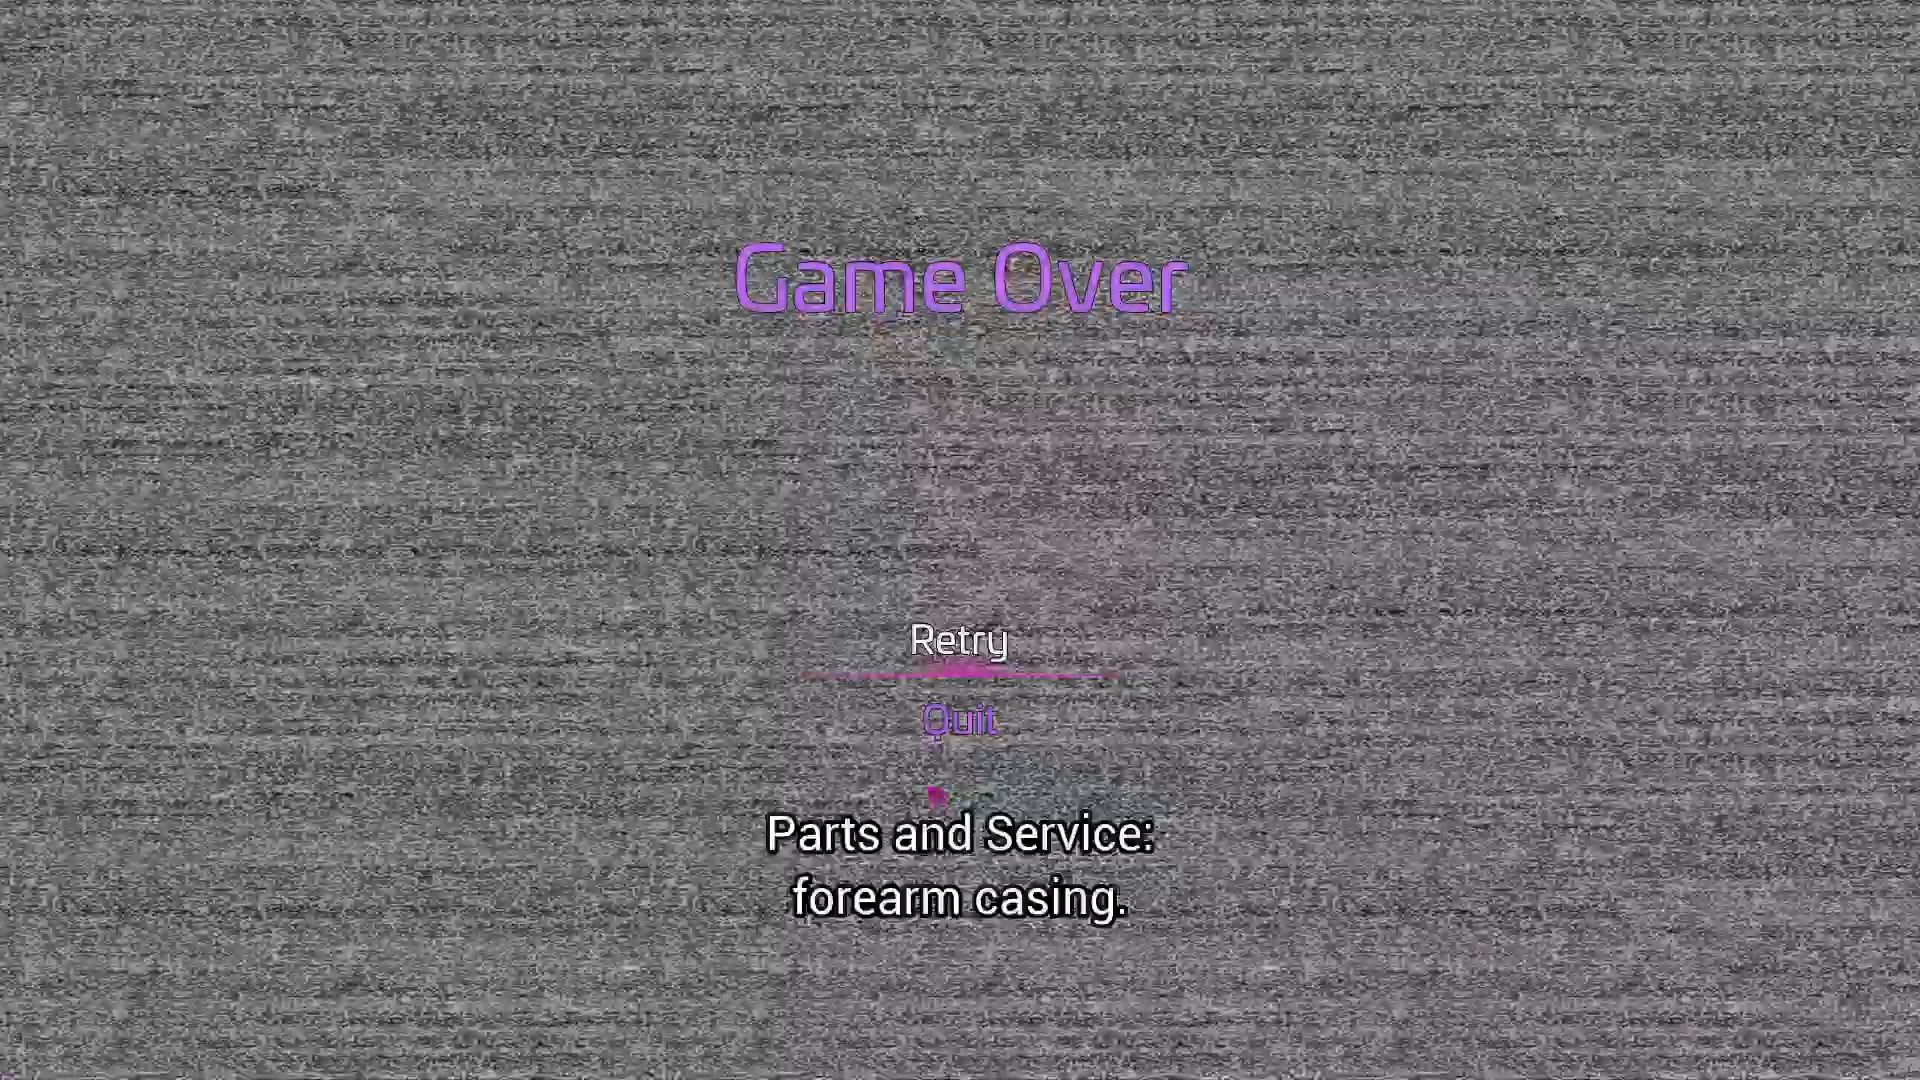 Game Over
Retry
Quit
Parts and Service:
forearm casing.